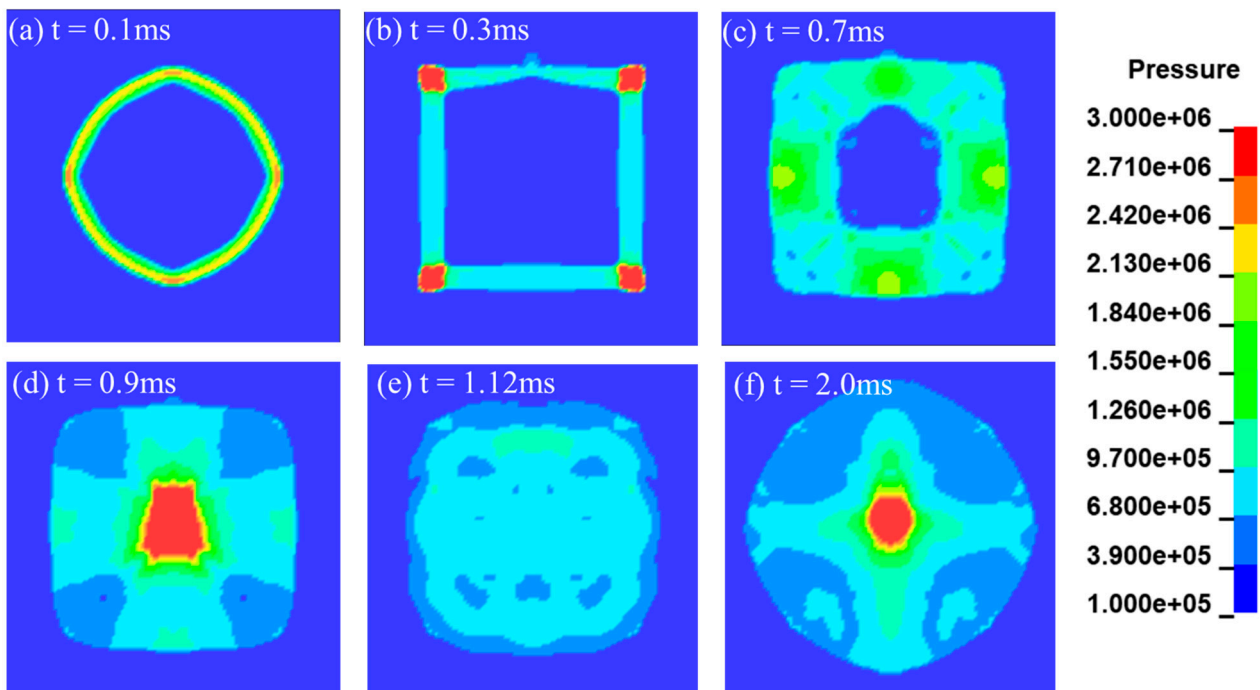 (a) t = 0.1ms
(b) t = 0.3ms
(c) t = 0.7ms
(d) t = 0.9ms
(e) t = 1.12ms
(f) t = 2.0ms
Pressure
3.000e+06
2.710e+06
2.420e+06
2.130e+06
1.840e+06
1.550e+06
1.260e+06
9.700e+05
6.800e+05
3.900e+05
1.000e+05